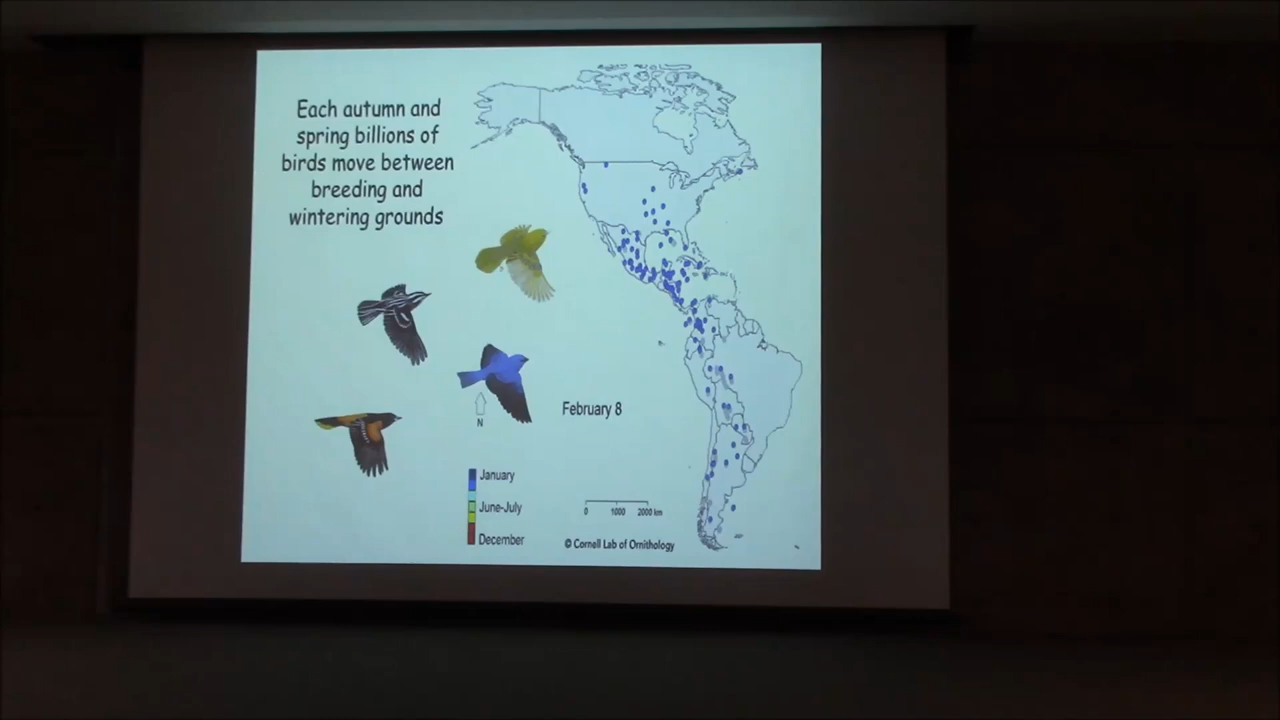 Each autumn and
spring billions of
birds move between
breeding and
wintering grounds
N
February 8
January
June-July
December
0 1000 2000 km
© Cornell Lab of Ornithology